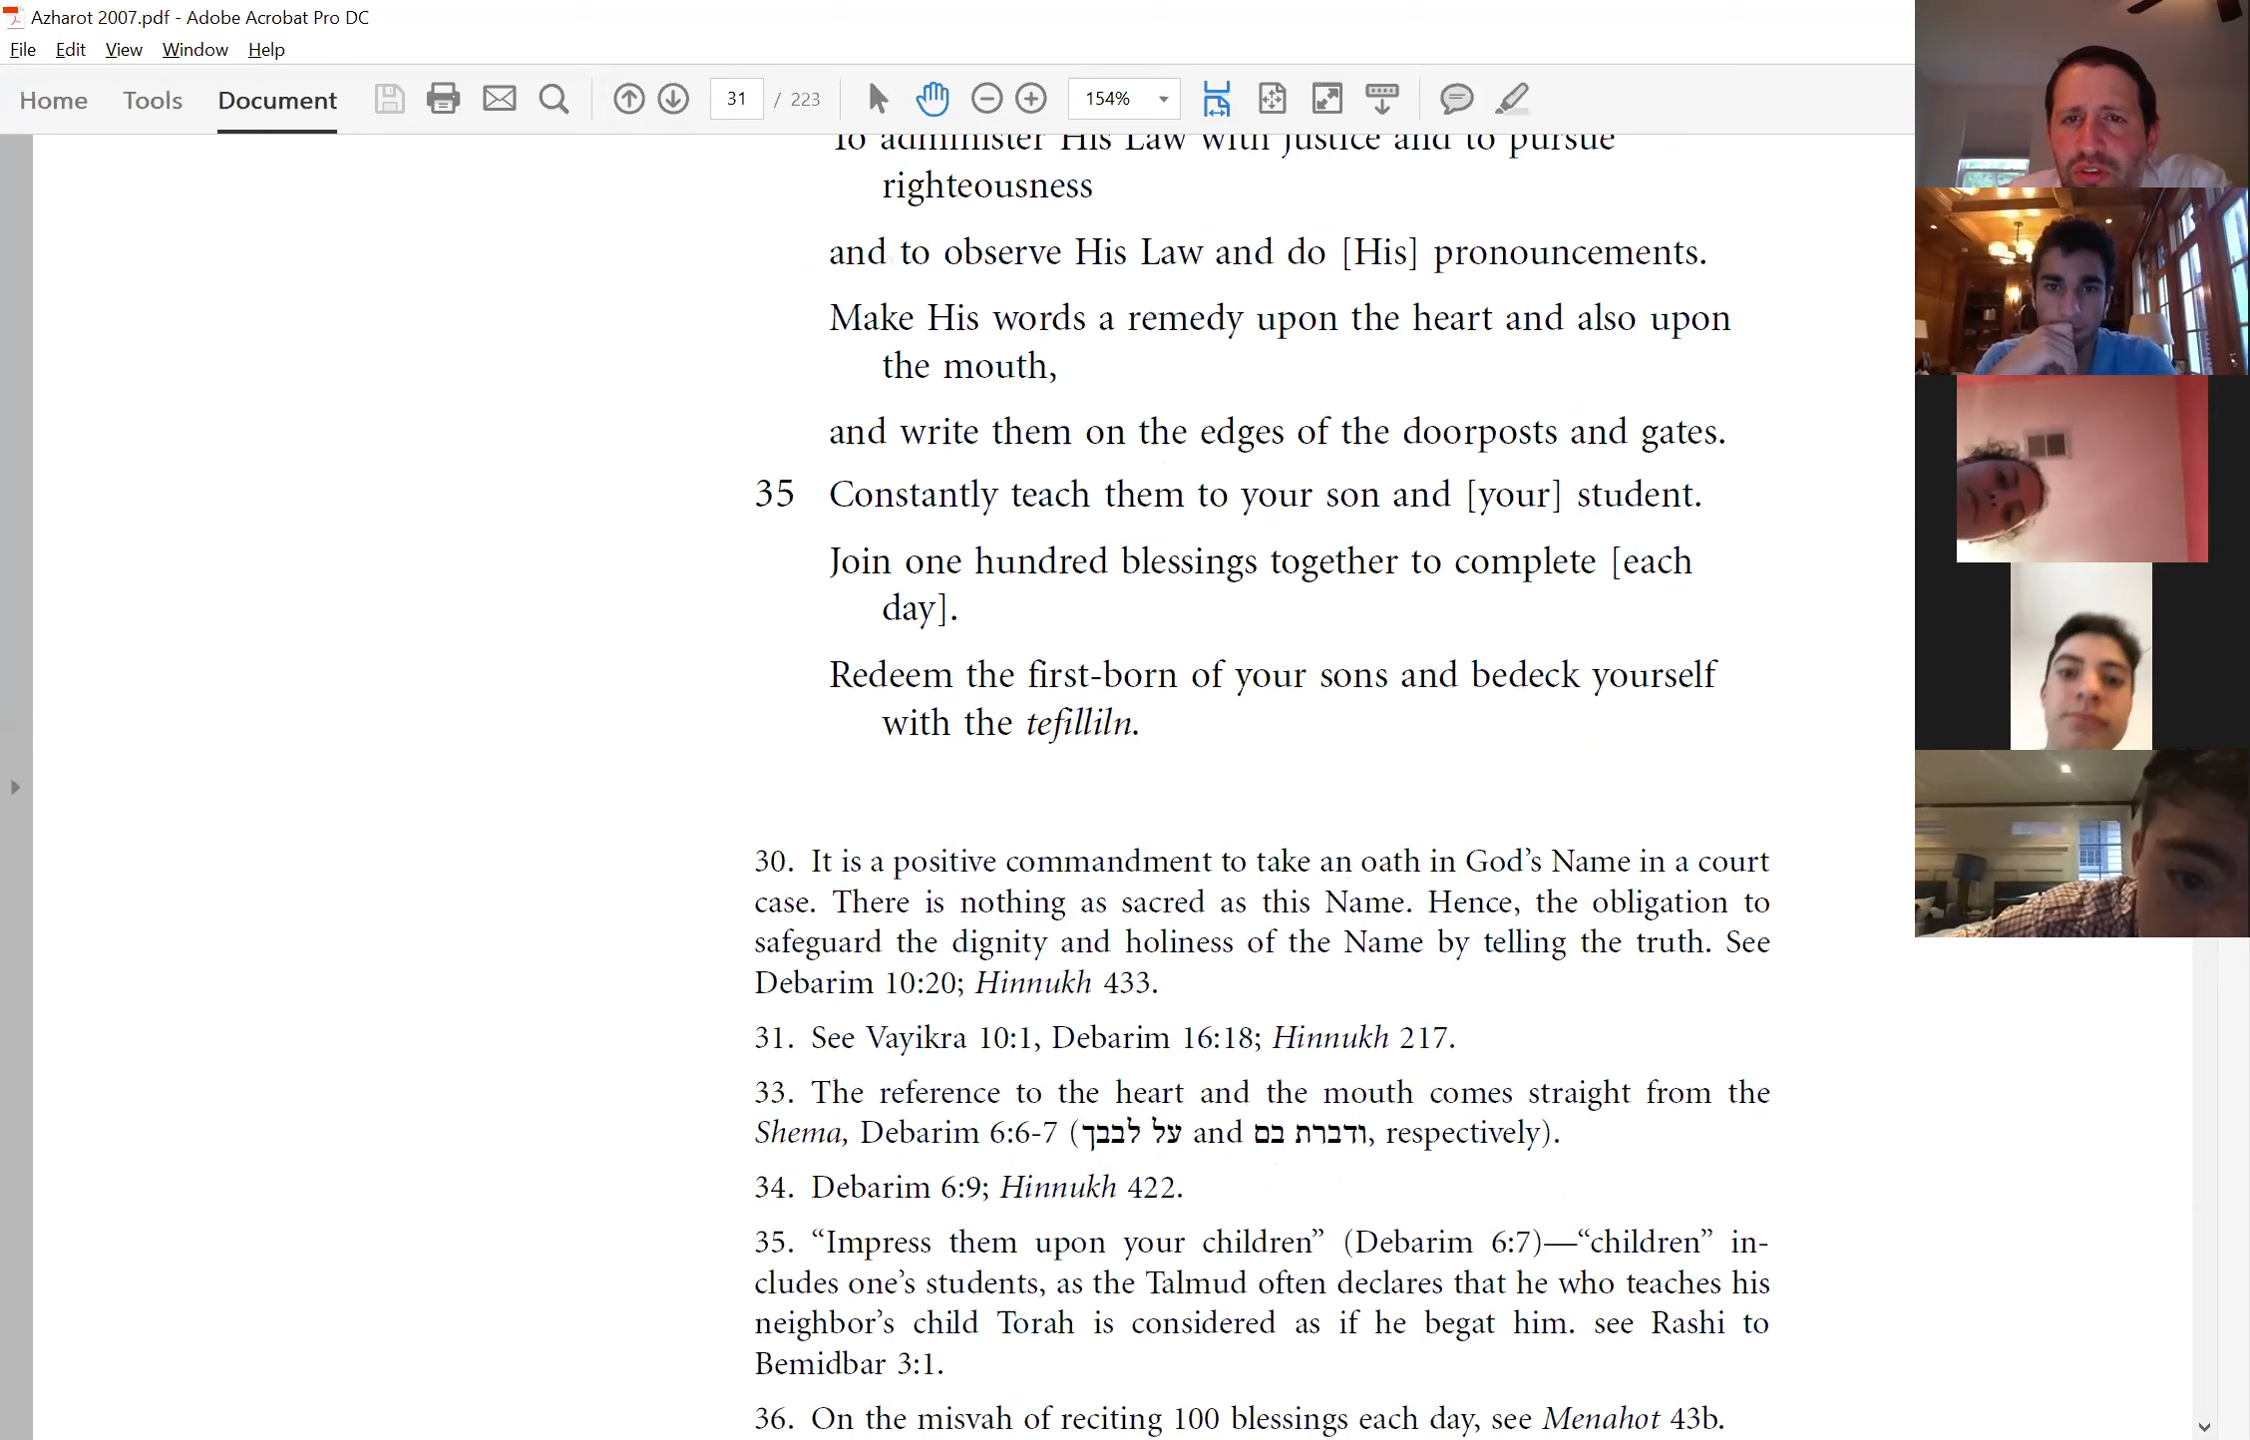 Azharot 2007.pdf - Adobe Acrobat Pro DC
File Edit View Window Help
Home Tools Document 31 / 223 154%
To administer His Law with justice and to pursue
righteousness
and to observe His Law and do [His] pronouncements.
Make His words a remedy upon the heart and also upon
the mouth,
and write them on the edges of the doorposts and gates.
35 Constantly teach them to your son and [your] student.
Join one hundred blessings together to complete [each
day].
Redeem the first-born of your sons and bedeck yourself
with the tefilliln.
30. It is a positive commandment to take an oath in God’s Name in a court
case. There is nothing as sacred as this Name. Hence, the obligation to
safeguard the dignity and holiness of the Name by telling the truth. See
Debarim 10:20; Hinnukh 433.
31. See Vayikra 10:1, Debarim 16:18; Hinnukh 217.
33. The reference to the heart and the mouth comes straight from the
Shema, Debarim 6:6-7 (על לבבך and ודברת בם, respectively).
34. Debarim 6:9; Hinnukh 422.
35. “Impress them upon your children” (Debarim 6:7)—“children” in-
cludes one’s students, as the Talmud often declares that he who teaches his
neighbor’s child Torah is considered as if he begat him. see Rashi to
Bemidbar 3:1.
36. On the misvah of reciting 100 blessings each day, see Menahot 43b.